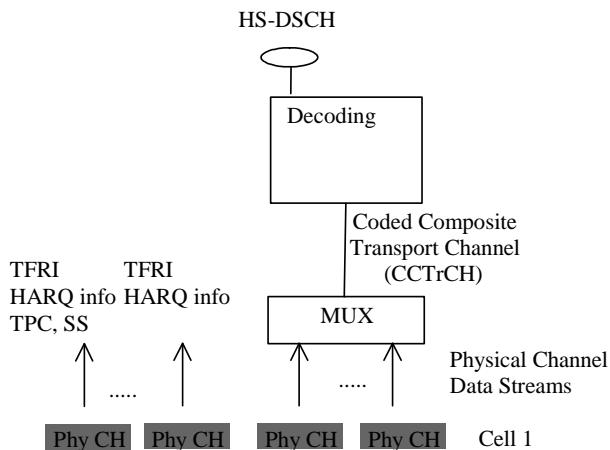 HS-DSCH
Decoding
Coded Composite
Transport Channel
(CCTrCH)
TFRI
HARQ info
TPC, SS
TFRI
HARQ info
MUX
Physical Channel
Data Streams
.....
.....
Phy CH
Phy CH
Phy CH
Phy CH
Cell 1